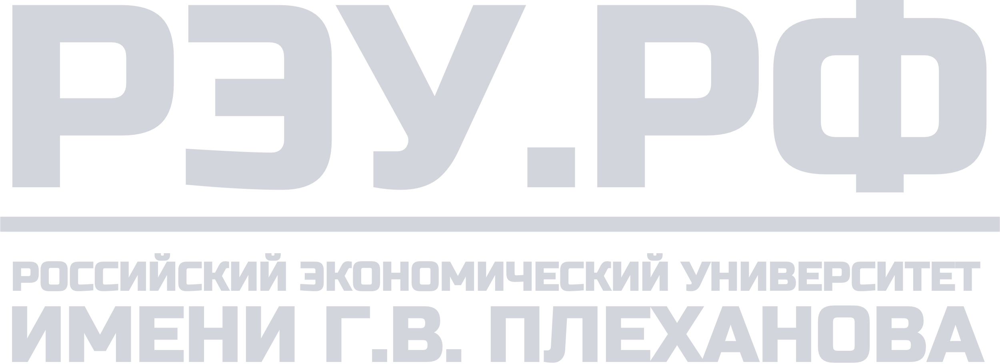 РЭУ.РФ
РОССИЙСКИЙ ЭКОНОМИЧЕСКИЙ УНИВЕРСИТЕТ
ИМЕНИ Г.В. ПЛЕХАНОВА